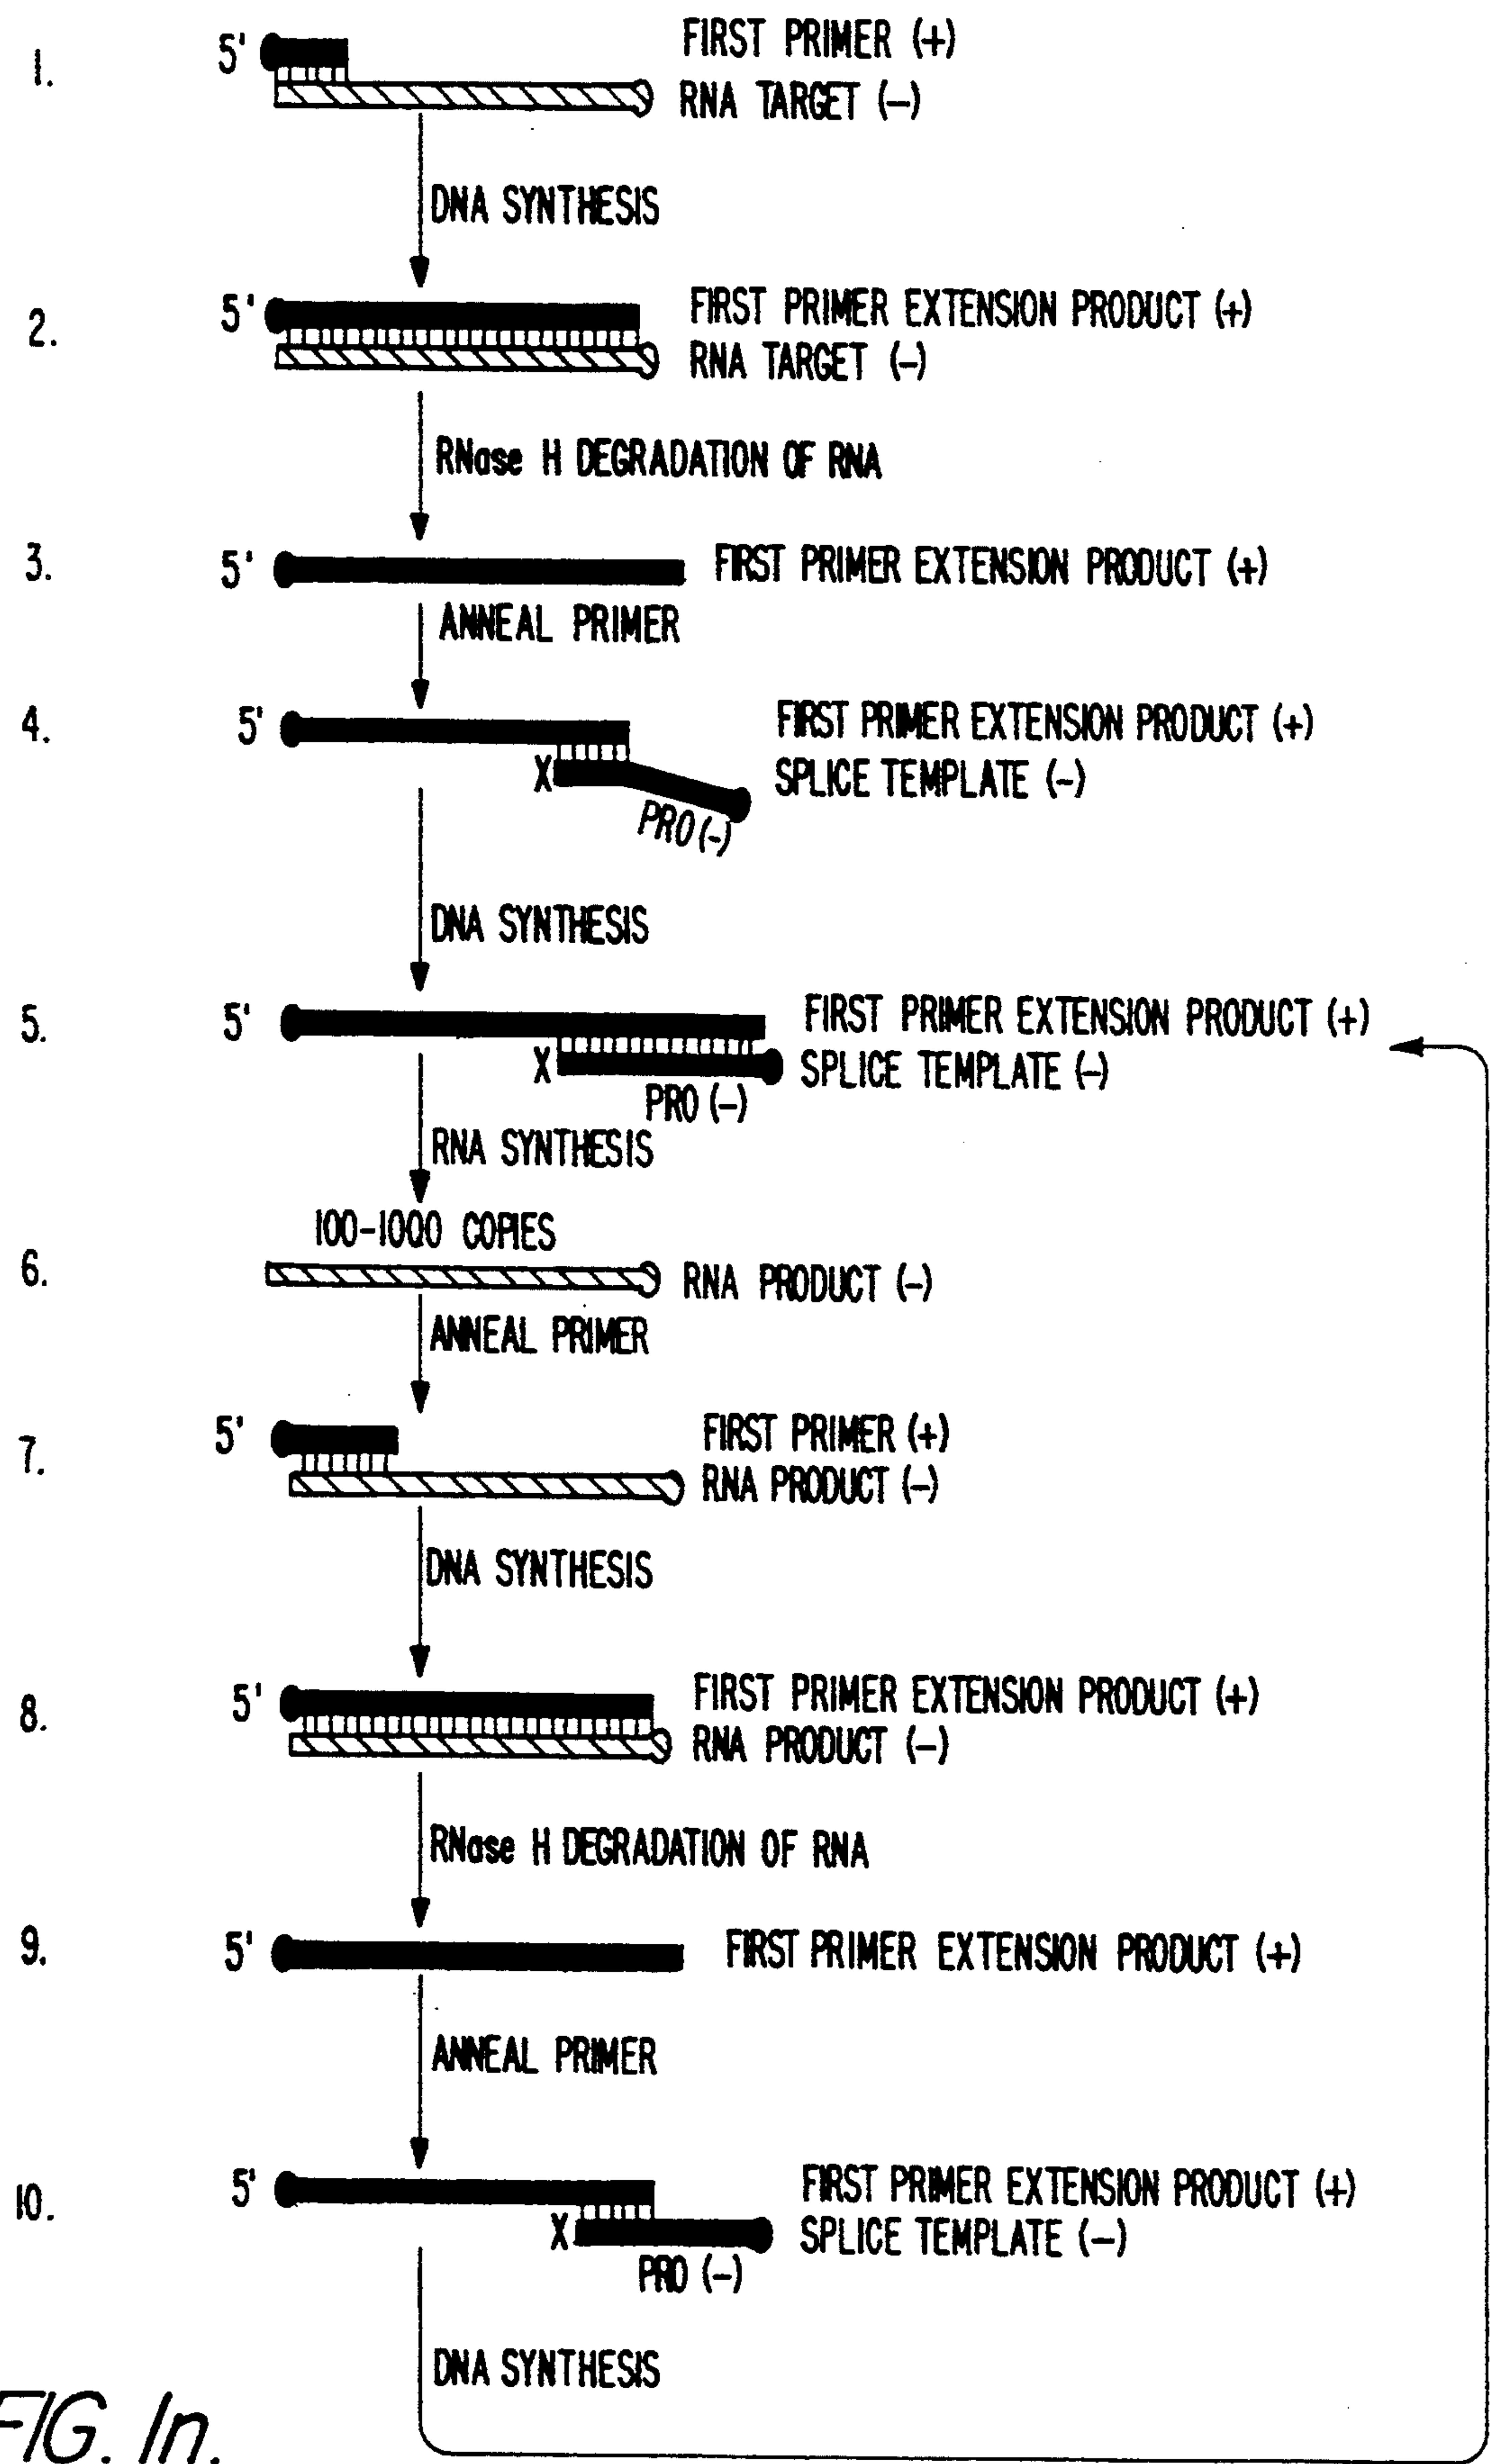 1.
5'
FIRST PRIMER (+)
RNA TARGET (-)
DNA SYNTHESIS
2.
5'
FIRST PRIMER EXTENSION PRODUCT (+)
RNA TARGET (-)
RNase H DEGRADATION OF RNA
3.
5'
FIRST PRIMER EXTENSION PRODUCT (+)
ANNEAL PRIMER
4.
5'
FIRST PRIMER EXTENSION PRODUCT (+)
X
SPLICE TEMPLATE (-)
PRO (-)
DNA SYNTHESIS
5.
5'
FIRST PRIMER EXTENSION PRODUCT (+)
X
SPLICE TEMPLATE (-)
PRO (-)
RNA SYNTHESIS
100-1000 COPIES
6.
RNA PRODUCT (-)
ANNEAL PRIMER
7.
5'
FIRST PRIMER (+)
RNA PRODUCT (-)
DNA SYNTHESIS
8.
5'
FIRST PRIMER EXTENSION PRODUCT (+)
RNA PRODUCT (-)
RNase H DEGRADATION OF RNA
9.
5'
FIRST PRIMER EXTENSION PRODUCT (+)
ANNEAL PRIMER
10.
5'
FIRST PRIMER EXTENSION PRODUCT (+)
X
SPLICE TEMPLATE (-)
PRO (-)
DNA SYNTHESIS
FIG. 1n.